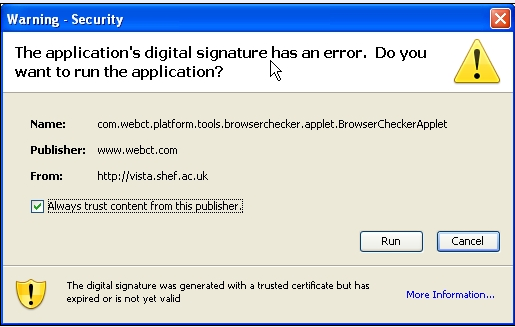 Warning - Security
The application's digital signature has an error. Do you
want to run the application?
Name: com.webct.platform.tools.browserchecker.applet.BrowserCheckerApplet
Publisher: www.webct.com
From: http://vista.shef.ac.uk
Always trust content from this publisher.
Run Cancel
The digital signature was generated with a trusted certificate but has
expired or is not yet valid
More Information...